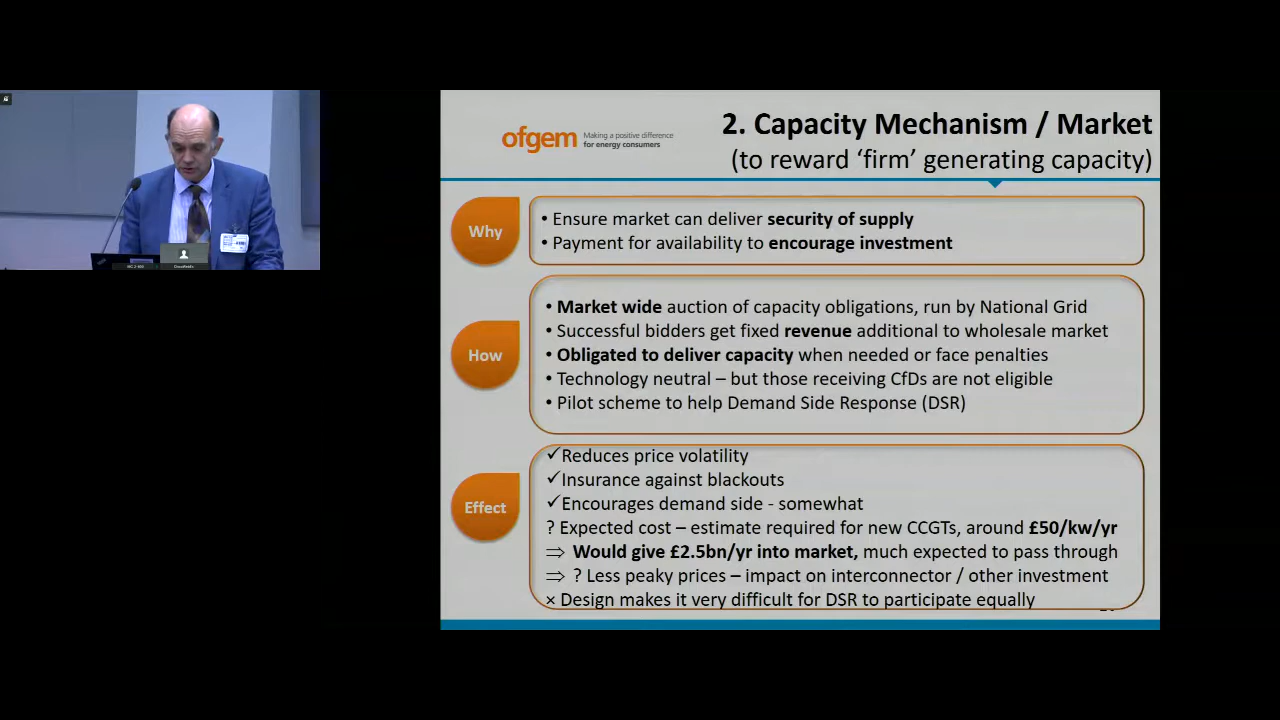 ofgem
Making a positive difference
for energy consumers
2. Capacity Mechanism / Market
(to reward ‘firm’ generating capacity)
Why
• Ensure market can deliver security of supply
• Payment for availability to encourage investment
How
• Market wide auction of capacity obligations, run by National Grid
• Successful bidders get fixed revenue additional to wholesale market
• Obligated to deliver capacity when needed or face penalties
• Technology neutral – but those receiving CfDs are not eligible
• Pilot scheme to help Demand Side Response (DSR)
Effect
✓Reduces price volatility
✓Insurance against blackouts
✓Encourages demand side - somewhat
? Expected cost – estimate required for new CCGTs, around £50/kw/yr
⇒ Would give £2.5bn/yr into market, much expected to pass through
⇒ ? Less peaky prices – impact on interconnector / other investment
× Design makes it very difficult for DSR to participate equally